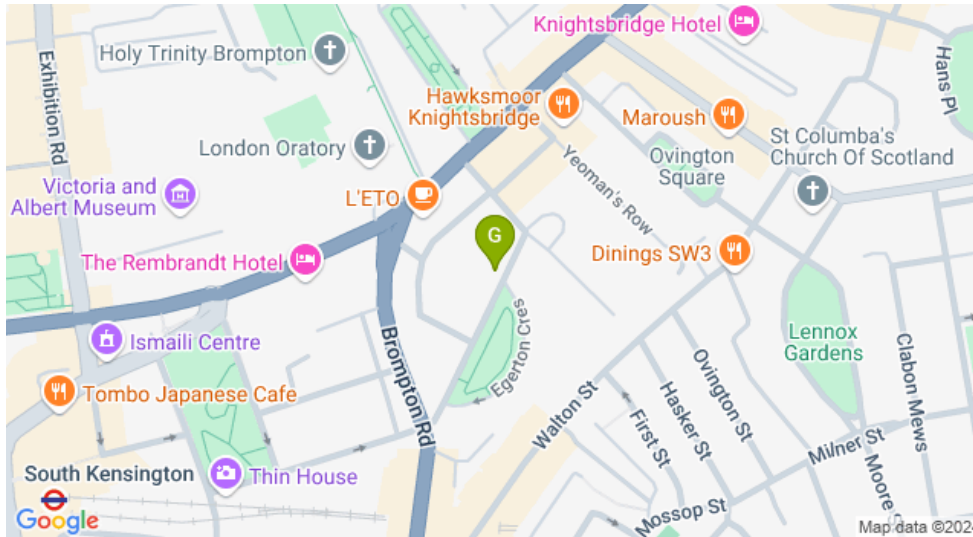 Knightsbridge Hotel
Holy Trinity Brompton
Exhibition Rd
Hans Pl
Hawksmoor
Knightsbridge
Maroush
London Oratory
St Columba's
Church Of Scotland
Ovington
Square
Yeoman's Row
Victoria and
Albert Museum
L'ETO
G
The Rembrandt Hotel
Dinings SW3
Ismaili Centre
Brompton Rd
Egerton Cres
Lennox
Gardens
Clabon Mews
Tombo Japanese Cafe
Walton St
First St
Hasker St
Ovington St
Milner St
Moore S
South Kensington
Thin House
Mossop St
Google
Map data ©2024